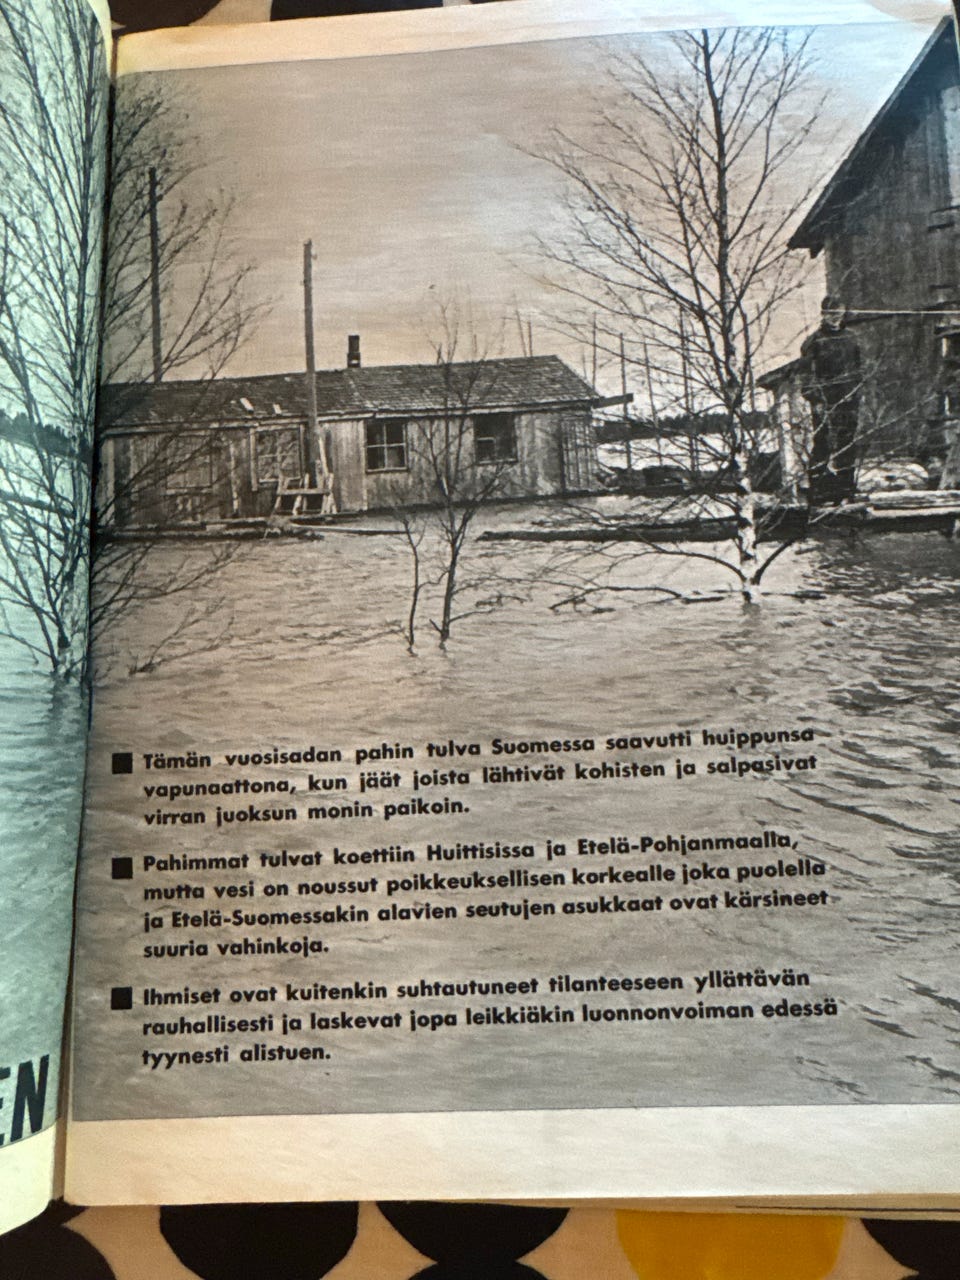 EN
■ Tämän vuosisadan pahin tulva Suomessa saavutti huippunsa
vapunaattona, kun jäät joista lähtivät kohisten ja salpasivat
virran juoksun monin paikoin.
■ Pahimmat tulvat koettiin Huittisissa ja Etelä-Pohjanmaalla,
mutta vesi on noussut poikkeuksellisen korkealle joka puolella
ja Etelä-Suomessakin alavien seutujen asukkaat ovat kärsineet
suuria vahinkoja.
■ Ihmiset ovat kuitenkin suhtautuneet tilanteeseen yllättävän
rauhallisesti ja laskevat jopa leikkiäkin luonnonvoiman edessä
tyynesti alistuen.